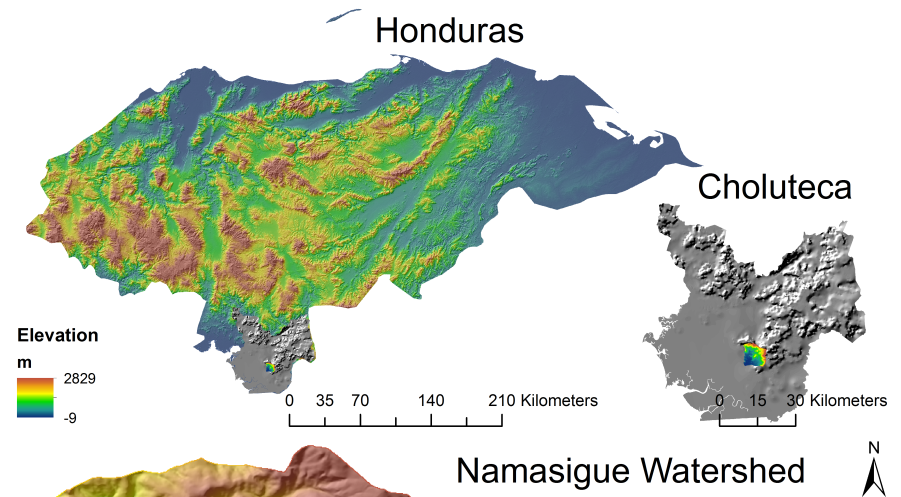 Honduras
Choluteca
Elevation
m
2829
-9
0 35 70 140 210 Kilometers
0 15 30 Kilometers
Namasigue Watershed
N